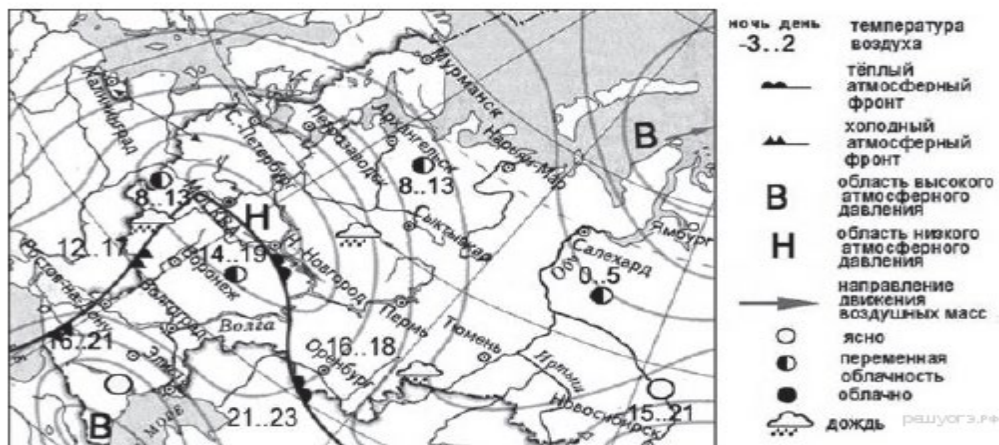 Мурманск
Калининград
С.-Петербург
Петрозаводск
Архангельск
Нарьян-Мар
В
8..13
8..13
Москва
Н
Сыктывкар
Салехард
Ямбург
Обь
12..17
14..19
Н. Новгород
0..5
Воронеж
Ростов-на-Дону
Волгоград
Волга
Пермь
Тюмень
Иртыш
16..21
16..18
Оренбург
Элиста
Новосибирск
15..21
21..23
В
МОРЕ
ночь день
-3..2
температура
воздуха
тёплый
атмосферный
фронт
холодный
атмосферный
фронт
В
область высокого
атмосферного
давления
Н
область низкого
атмосферного
давления
направление
движения
воздушных масс
ясно
переменная
облачность
облачно
дождь
решуогэ.рф